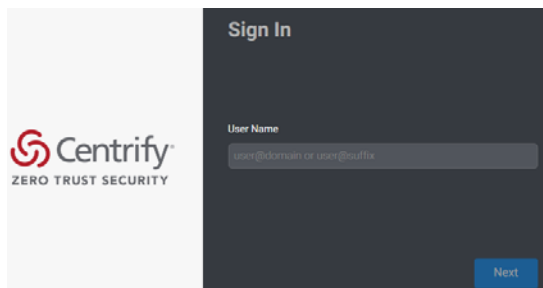 Sign In
Centrify
ZERO TRUST SECURITY
User Name
user@domain or user@suffix
Next